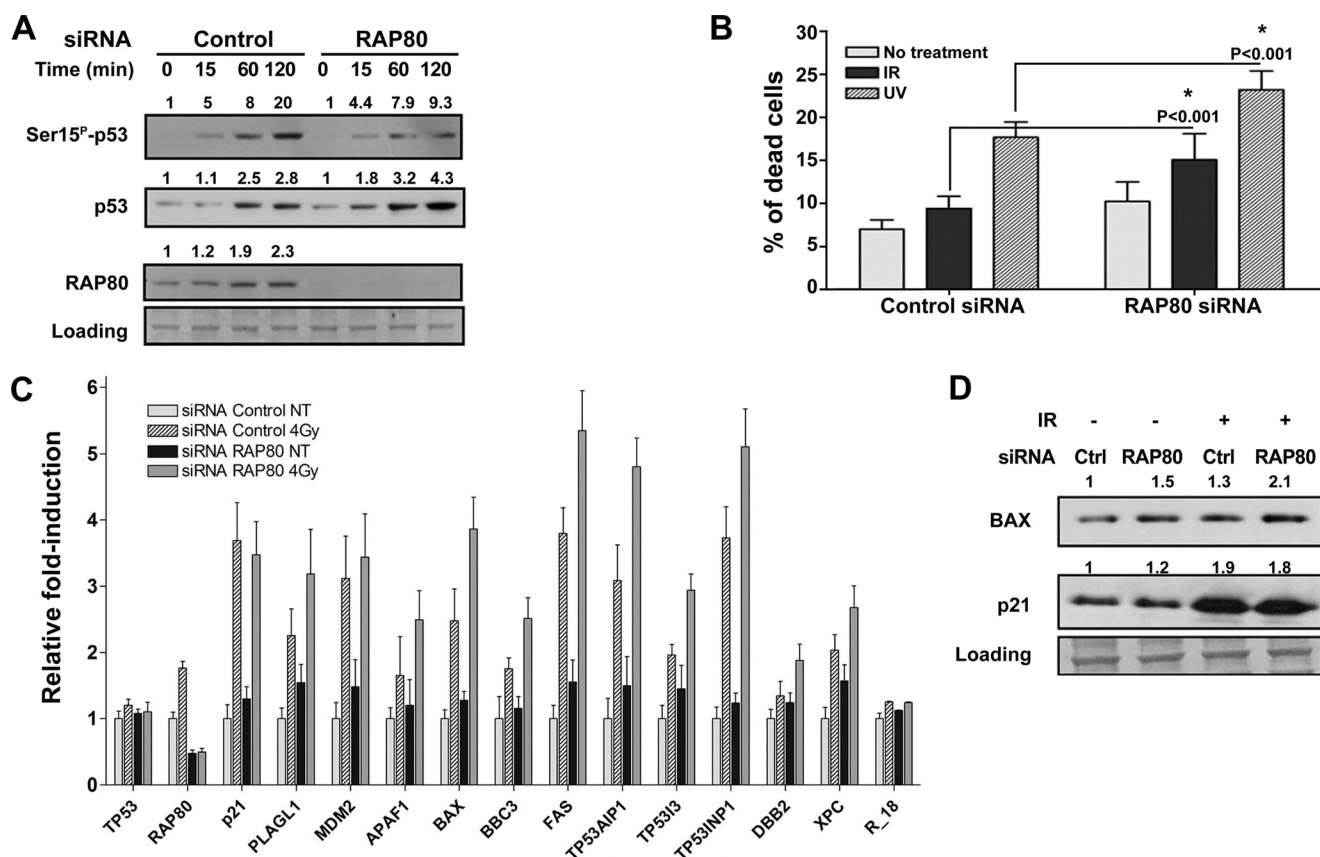 A
siRNA Control RAP80
Time (min) 0 15 60 120 0 15 60 120
1 5 8 20 1 4.4 7.9 9.3
Ser15P-p53
1 1.1 2.5 2.8 1 1.8 3.2 4.3
p53
1 1.2 1.9 2.3
RAP80
Loading
B
% of dead cells
30
25
20
15
10
5
0
No treatment
IR
UV
*
P<0.001
*
P<0.001
Control siRNA RAP80 siRNA
C
Relative fold-induction
6
5
4
3
2
1
0
siRNA Control NT
siRNA Control 4Gy
siRNA RAP80 NT
siRNA RAP80 4Gy
TP53 RAP80 p21 PLAGL1 MDM2 APAF1 BAX BBC3 FAS TP53AIP1 TP53I3 TP53INP1 DBB2 XPC R_18
D
IR - - + +
siRNA Ctrl RAP80 Ctrl RAP80
1 1.5 1.3 2.1
BAX
1 1.2 1.9 1.8
p21
Loading